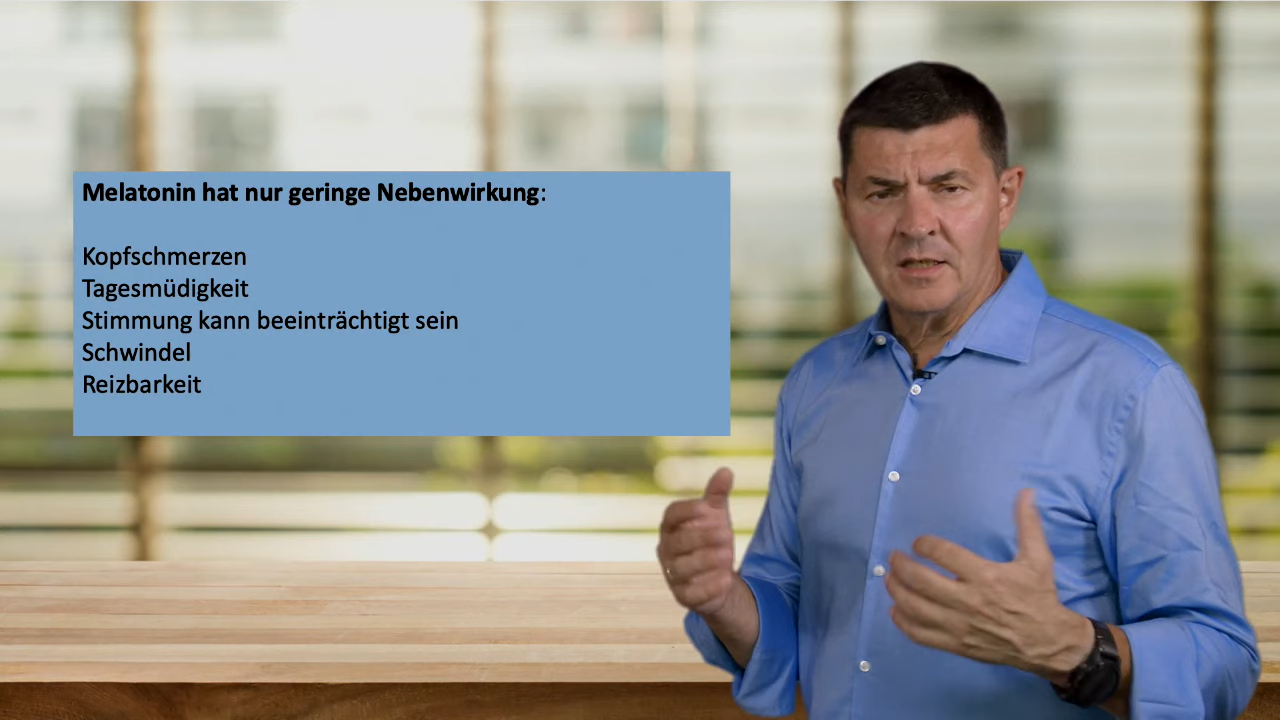 Melatonin hat nur geringe Nebenwirkung:
Kopfschmerzen
Tagesmüdigkeit
Stimmung kann beeinträchtigt sein
Schwindel
Reizbarkeit